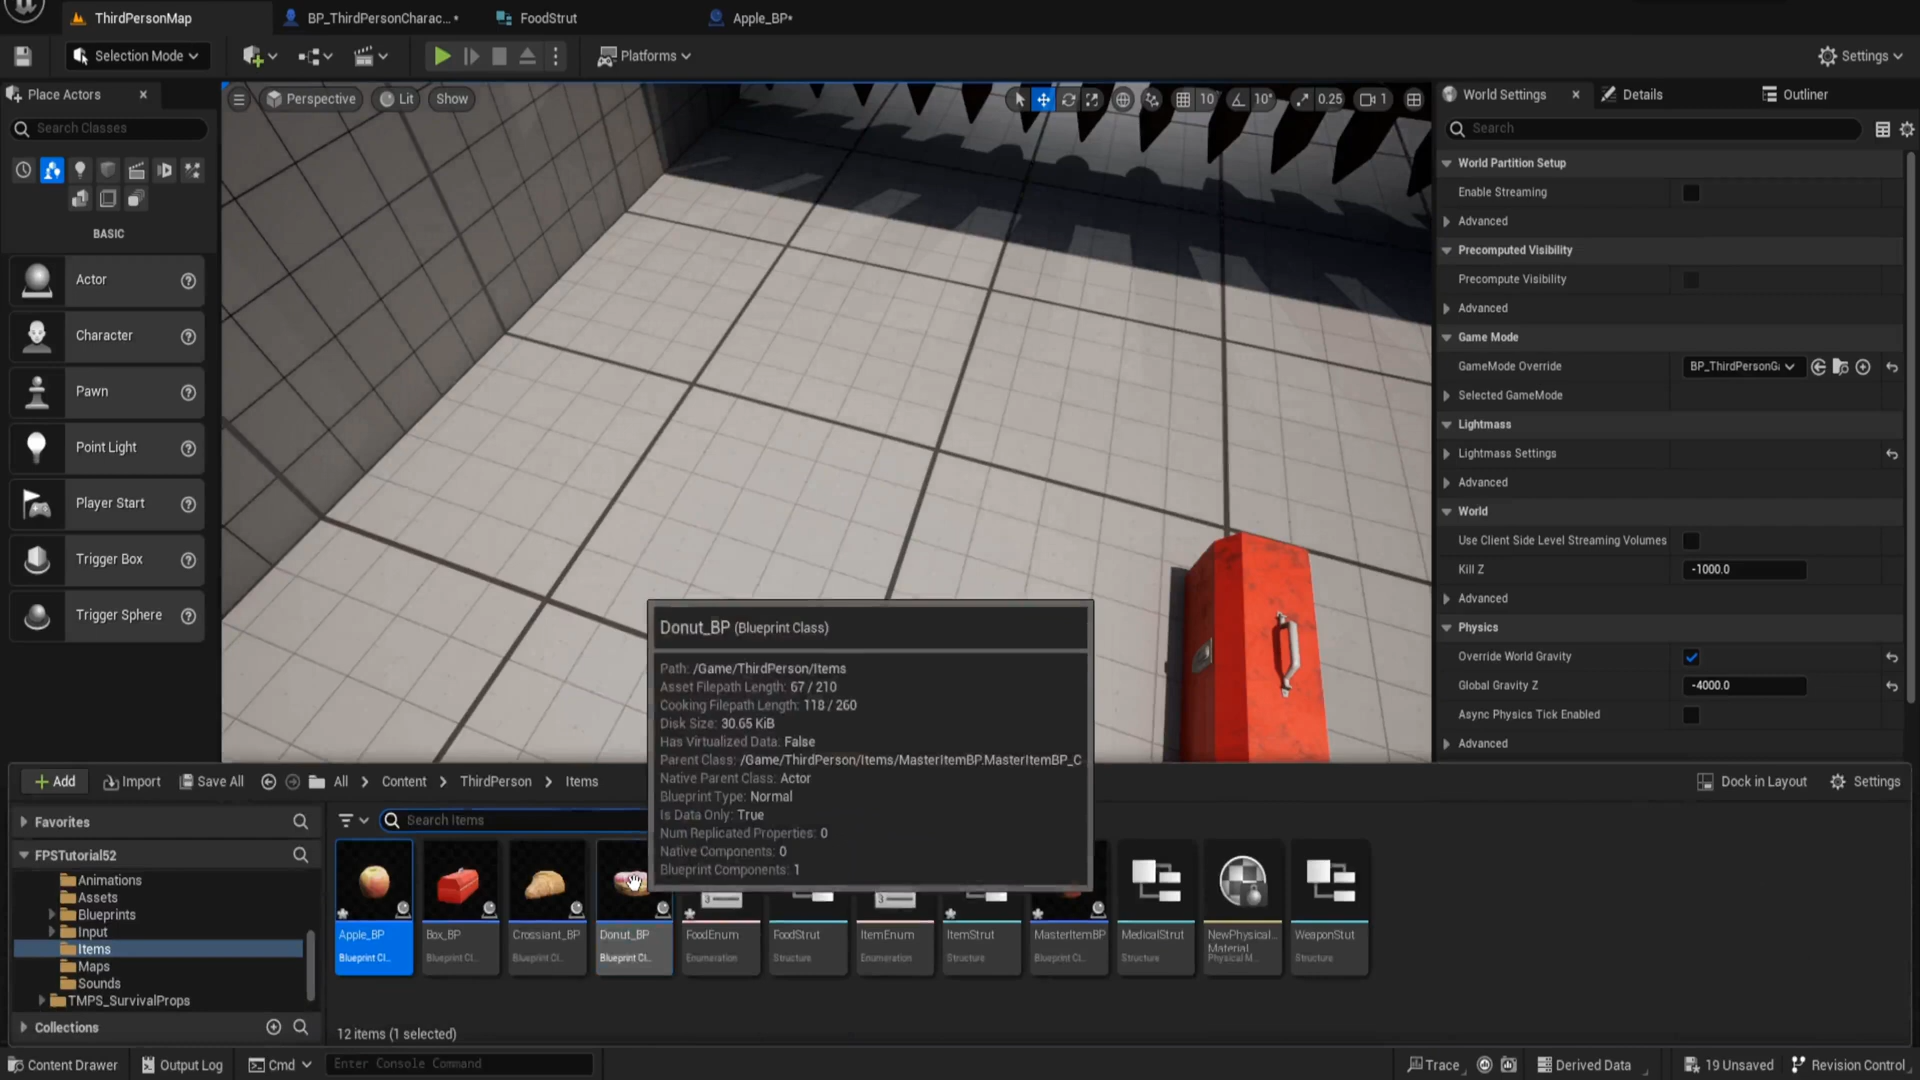 ThirdPersonMap
BP_ThirdPersonCharac...*
FoodStrut
Apple_BP*
Selection Mode
Platforms
Settings
Place Actors
Search Classes
BASIC
Actor
Character
Pawn
Point Light
Player Start
Trigger Box
Trigger Sphere
Perspective
Lit
Show
10
10°
0.25
1
World Settings
Details
Outliner
Search
World Partition Setup
Enable Streaming
Advanced
Precomputed Visibility
Precompute Visibility
Advanced
Game Mode
GameMode Override
BP_ThirdPersonGa
Selected GameMode
Lightmass
Lightmass Settings
Advanced
World
Use Client Side Level Streaming Volumes
Kill Z
-1000.0
Advanced
Physics
Override World Gravity
Global Gravity Z
-4000.0
Async Physics Tick Enabled
Advanced
Donut_BP (Blueprint Class)
Path: /Game/ThirdPerson/Items
Asset Filepath Length: 67 / 210
Cooking Filepath Length: 118 / 260
Disk Size: 30.65 KiB
Has Virtualized Data: False
Parent Class: /Game/ThirdPerson/Items/MasterItemBP.MasterItemBP_C
Native Parent Class: Actor
Blueprint Type: Normal
Is Data Only: True
Num Replicated Properties: 0
Native Components: 0
Blueprint Components: 1
Add
Import
Save All
All
Content
ThirdPerson
Items
Dock in Layout
Settings
Favorites
Search Items
FPSTutorial52
Animations
Assets
Blueprints
Input
Items
Maps
Sounds
TMPS_SurvivalProps
Collections
Apple_BP
Blueprint Cl...
Box_BP
Blueprint Cl...
Crossiant_BP
Blueprint Cl...
Donut_BP
Blueprint Cl...
FoodEnum
Enumeration
FoodStrut
Structure
ItemEnum
Enumeration
ItemStrut
Structure
MasterItemBP
Blueprint Cl...
MedicalStrut
Structure
NewPhysical...
Material
Physical M...
WeaponStut
Structure
12 items (1 selected)
Content Drawer
Output Log
Cmd
Enter Console Command
Trace
Derived Data
19 Unsaved
Revision Control